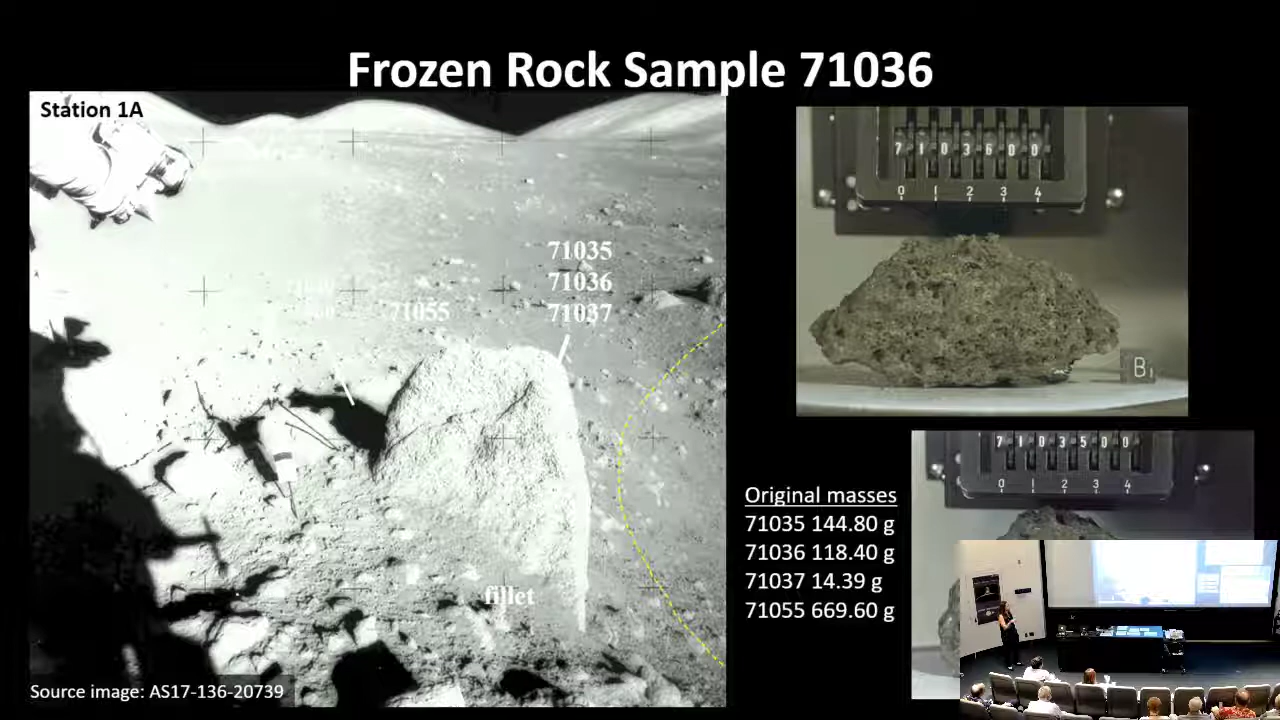 Frozen Rock Sample 71036
Station 1A
71035
71036
71037
71055
fillet
Source image: AS17-136-20739
7 1 0 3 6 0 0
0 1 2 3 4
B1
7 1 0 3 5 0 0
0 1 2 3 4
Original masses
71035 144.80 g
71036 118.40 g
71037 14.39 g
71055 669.60 g